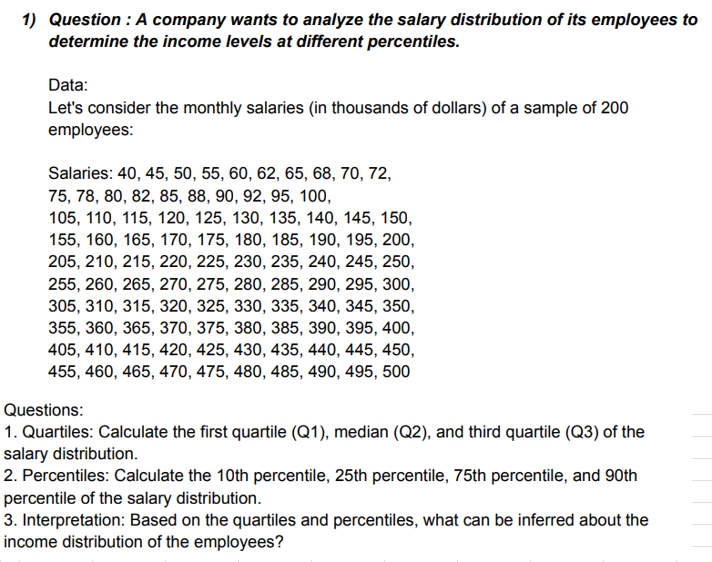 1) Question : A company wants to analyze the salary distribution of its employees to
determine the income levels at different percentiles.
Data:
Let's consider the monthly salaries (in thousands of dollars) of a sample of 200
employees:
Salaries: 40, 45, 50, 55, 60, 62, 65, 68, 70, 72,
75, 78, 80, 82, 85, 88, 90, 92, 95, 100,
105, 110, 115, 120, 125, 130, 135, 140, 145, 150,
155, 160, 165, 170, 175, 180, 185, 190, 195, 200,
205, 210, 215, 220, 225, 230, 235, 240, 245, 250,
255, 260, 265, 270, 275, 280, 285, 290, 295, 300,
305, 310, 315, 320, 325, 330, 335, 340, 345, 350,
355, 360, 365, 370, 375, 380, 385, 390, 395, 400,
405, 410, 415, 420, 425, 430, 435, 440, 445, 450,
455, 460, 465, 470, 475, 480, 485, 490, 495, 500
Questions:
1. Quartiles: Calculate the first quartile (Q1), median (Q2), and third quartile (Q3) of the
salary distribution.
2. Percentiles: Calculate the 10th percentile, 25th percentile, 75th percentile, and 90th
percentile of the salary distribution.
3. Interpretation: Based on the quartiles and percentiles, what can be inferred about the
income distribution of the employees?